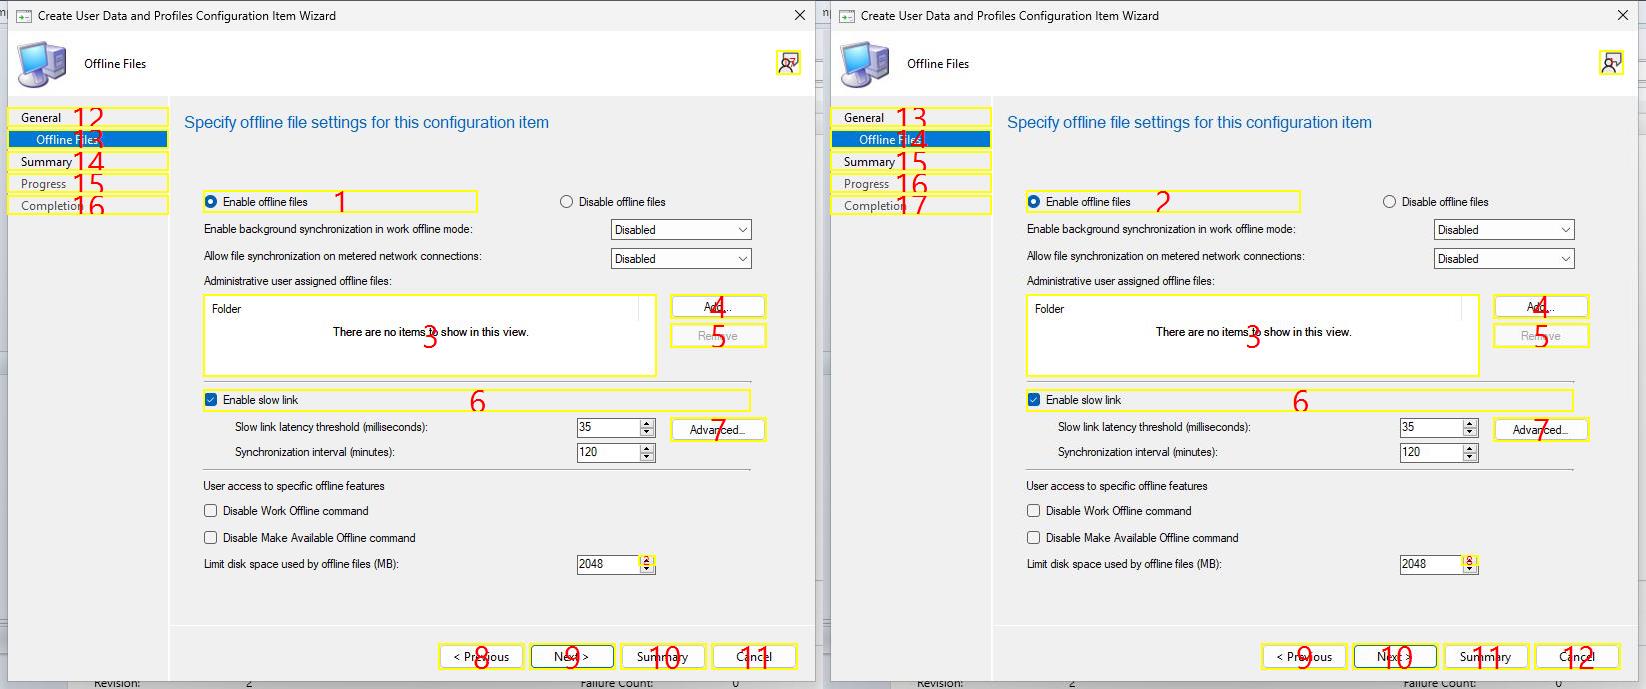 Create User Data and Profiles Configuration Item Wizard
Offline Files
17
General 12
Offline Files 13
Summary 14
Progress 15
Completion 16
Specify offline file settings for this configuration item
Enable offline files 1
Disable offline files
Enable background synchronization in work offline mode: Disabled
Allow file synchronization on metered network connections: Disabled
Administrative user assigned offline files:
Folder
There are no items to show in this view.
3
Add... 4
Remove 5
Enable slow link 6
Slow link latency threshold (milliseconds): 35
Advanced... 7
Synchronization interval (minutes): 120
User access to specific offline features
Disable Work Offline command
Disable Make Available Offline command
Limit disk space used by offline files (MB): 2048 2
< Previous 8
Next > 9
Summary 10
Cancel 11
Revision: 2
Failure Count: 0
Create User Data and Profiles Configuration Item Wizard
Offline Files
General 13
Offline Files 14
Summary 15
Progress 16
Completion 17
Specify offline file settings for this configuration item
Enable offline files 2
Disable offline files
Enable background synchronization in work offline mode: Disabled
Allow file synchronization on metered network connections: Disabled
Administrative user assigned offline files:
Folder
There are no items to show in this view.
3
Add... 4
Remove 5
Enable slow link 6
Slow link latency threshold (milliseconds): 35
Advanced... 7
Synchronization interval (minutes): 120
User access to specific offline features
Disable Work Offline command
Disable Make Available Offline command
Limit disk space used by offline files (MB): 2048 8
< Previous 9
Next > 10
Summary 11
Cancel 12
Revision: 2
Failure Count: 0